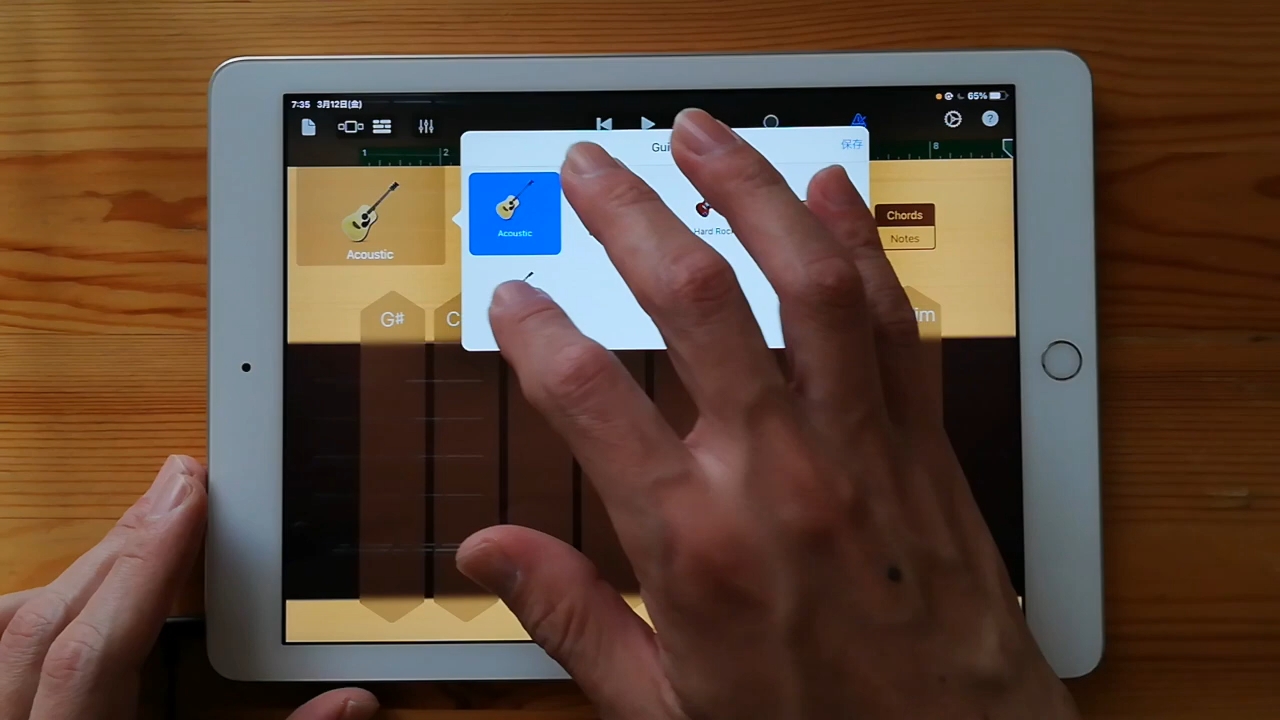 7:35 3月12日(金)
65%
1
2
8
Gui
保存
Acoustic
Acoustic
Hard Rock
Chords
Notes
G#
C
im